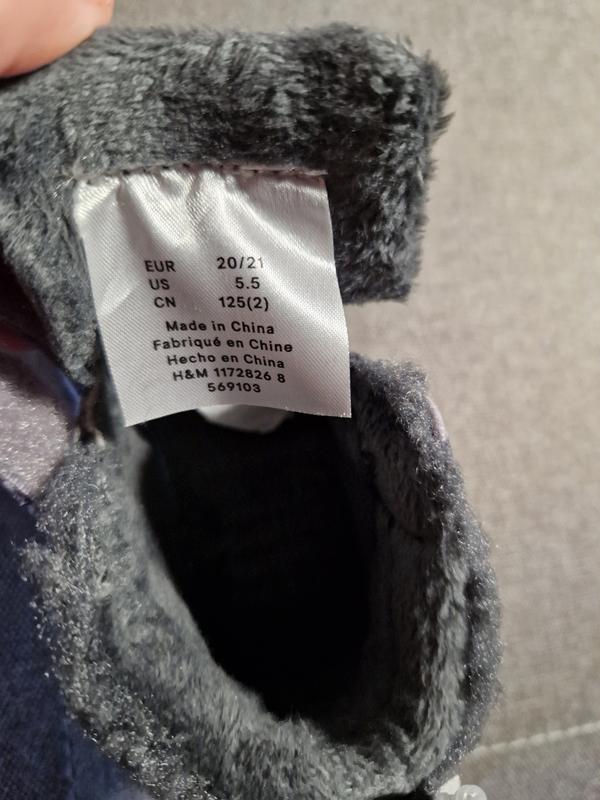 EUR 20/21
US 5.5
CN 125(2)
Made in China
Fabriqué en Chine
Hecho en China
H&M 1172826 8
569103